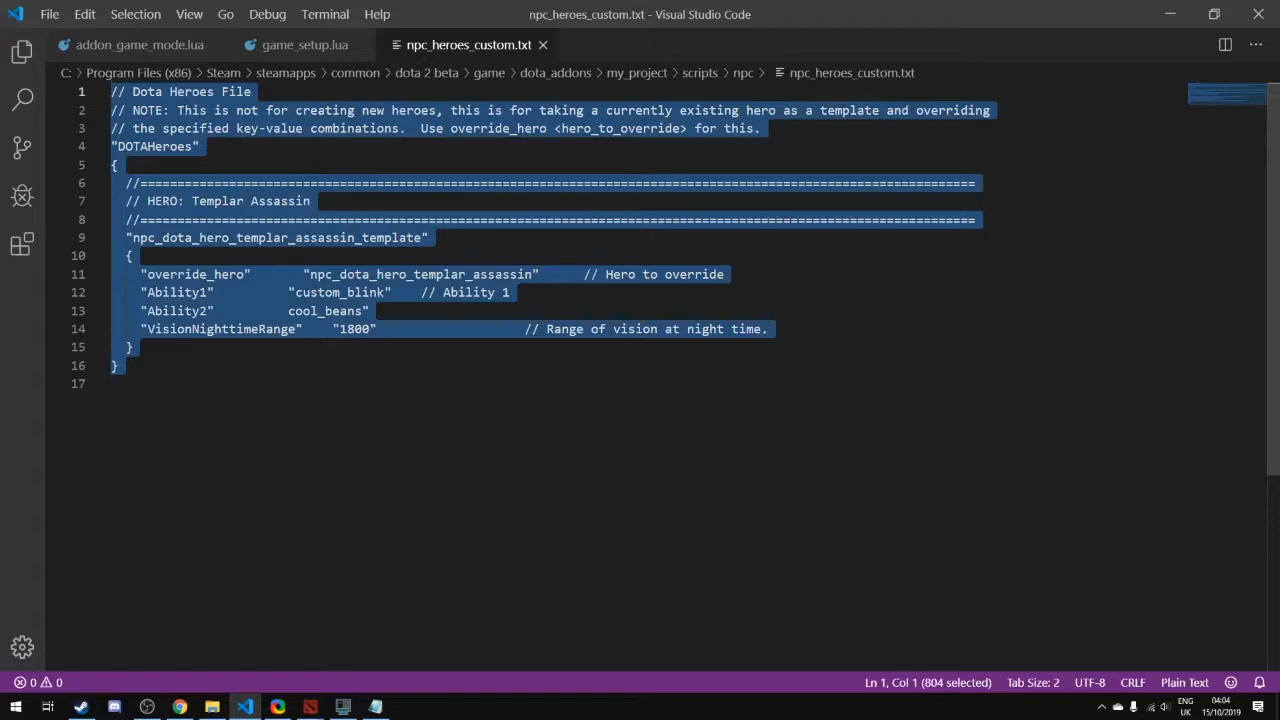 File Edit Selection View Go Debug Terminal Help npc_heroes_custom.txt - Visual Studio Code
addon_game_mode.lua game_setup.lua npc_heroes_custom.txt
C: > Program Files (x86) > Steam > steamapps > common > dota 2 beta > game > dota_addons > my_project > scripts > npc > npc_heroes_custom.txt
1 // Dota Heroes File
2 // NOTE: This is not for creating new heroes, this is for taking a currently existing hero as a template and overriding
3 // the specified key-value combinations.  Use override_hero <hero_to_override> for this.
4 "DOTAHeroes"
5 {
6 //=================================================================================================================
7 // HERO: Templar Assassin
8 //=================================================================================================================
9 "npc_dota_hero_templar_assassin_template"
10 {
11 "override_hero" "npc_dota_hero_templar_assassin" // Hero to override
12 "Ability1" "custom_blink" // Ability 1
13 "Ability2" cool_beans"
14 "VisionNighttimeRange" "1800" // Range of vision at night time.
15 }
16 }
17
0 0 Ln 1, Col 1 (804 selected) Tab Size: 2 UTF-8 CRLF Plain Text
ENG 04:04
UK 15/10/2019